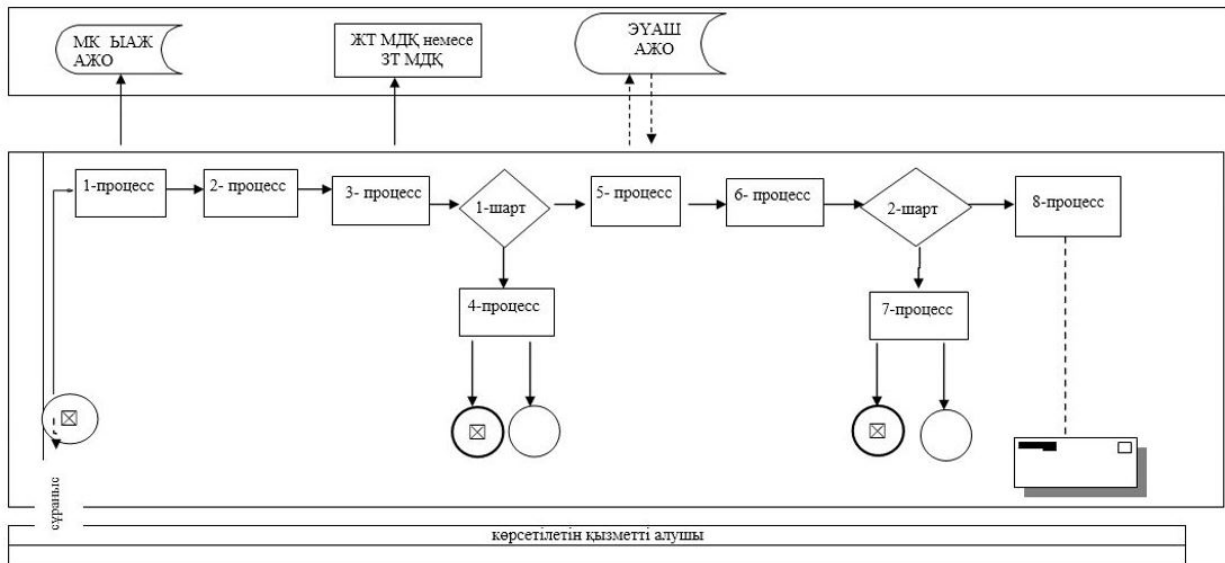 МК ЫАЖ
АЖО
ЖТ МДҚ немесе
ЗТ МДҚ
ЭҮАШ
АЖО
1-процесс
2- процесс
3- процесс
1-шарт
5- процесс
6- процесс
2-шарт
8-процесс
4-процесс
7-процесс
сұраныс
көрсетілетін қызметті алушы